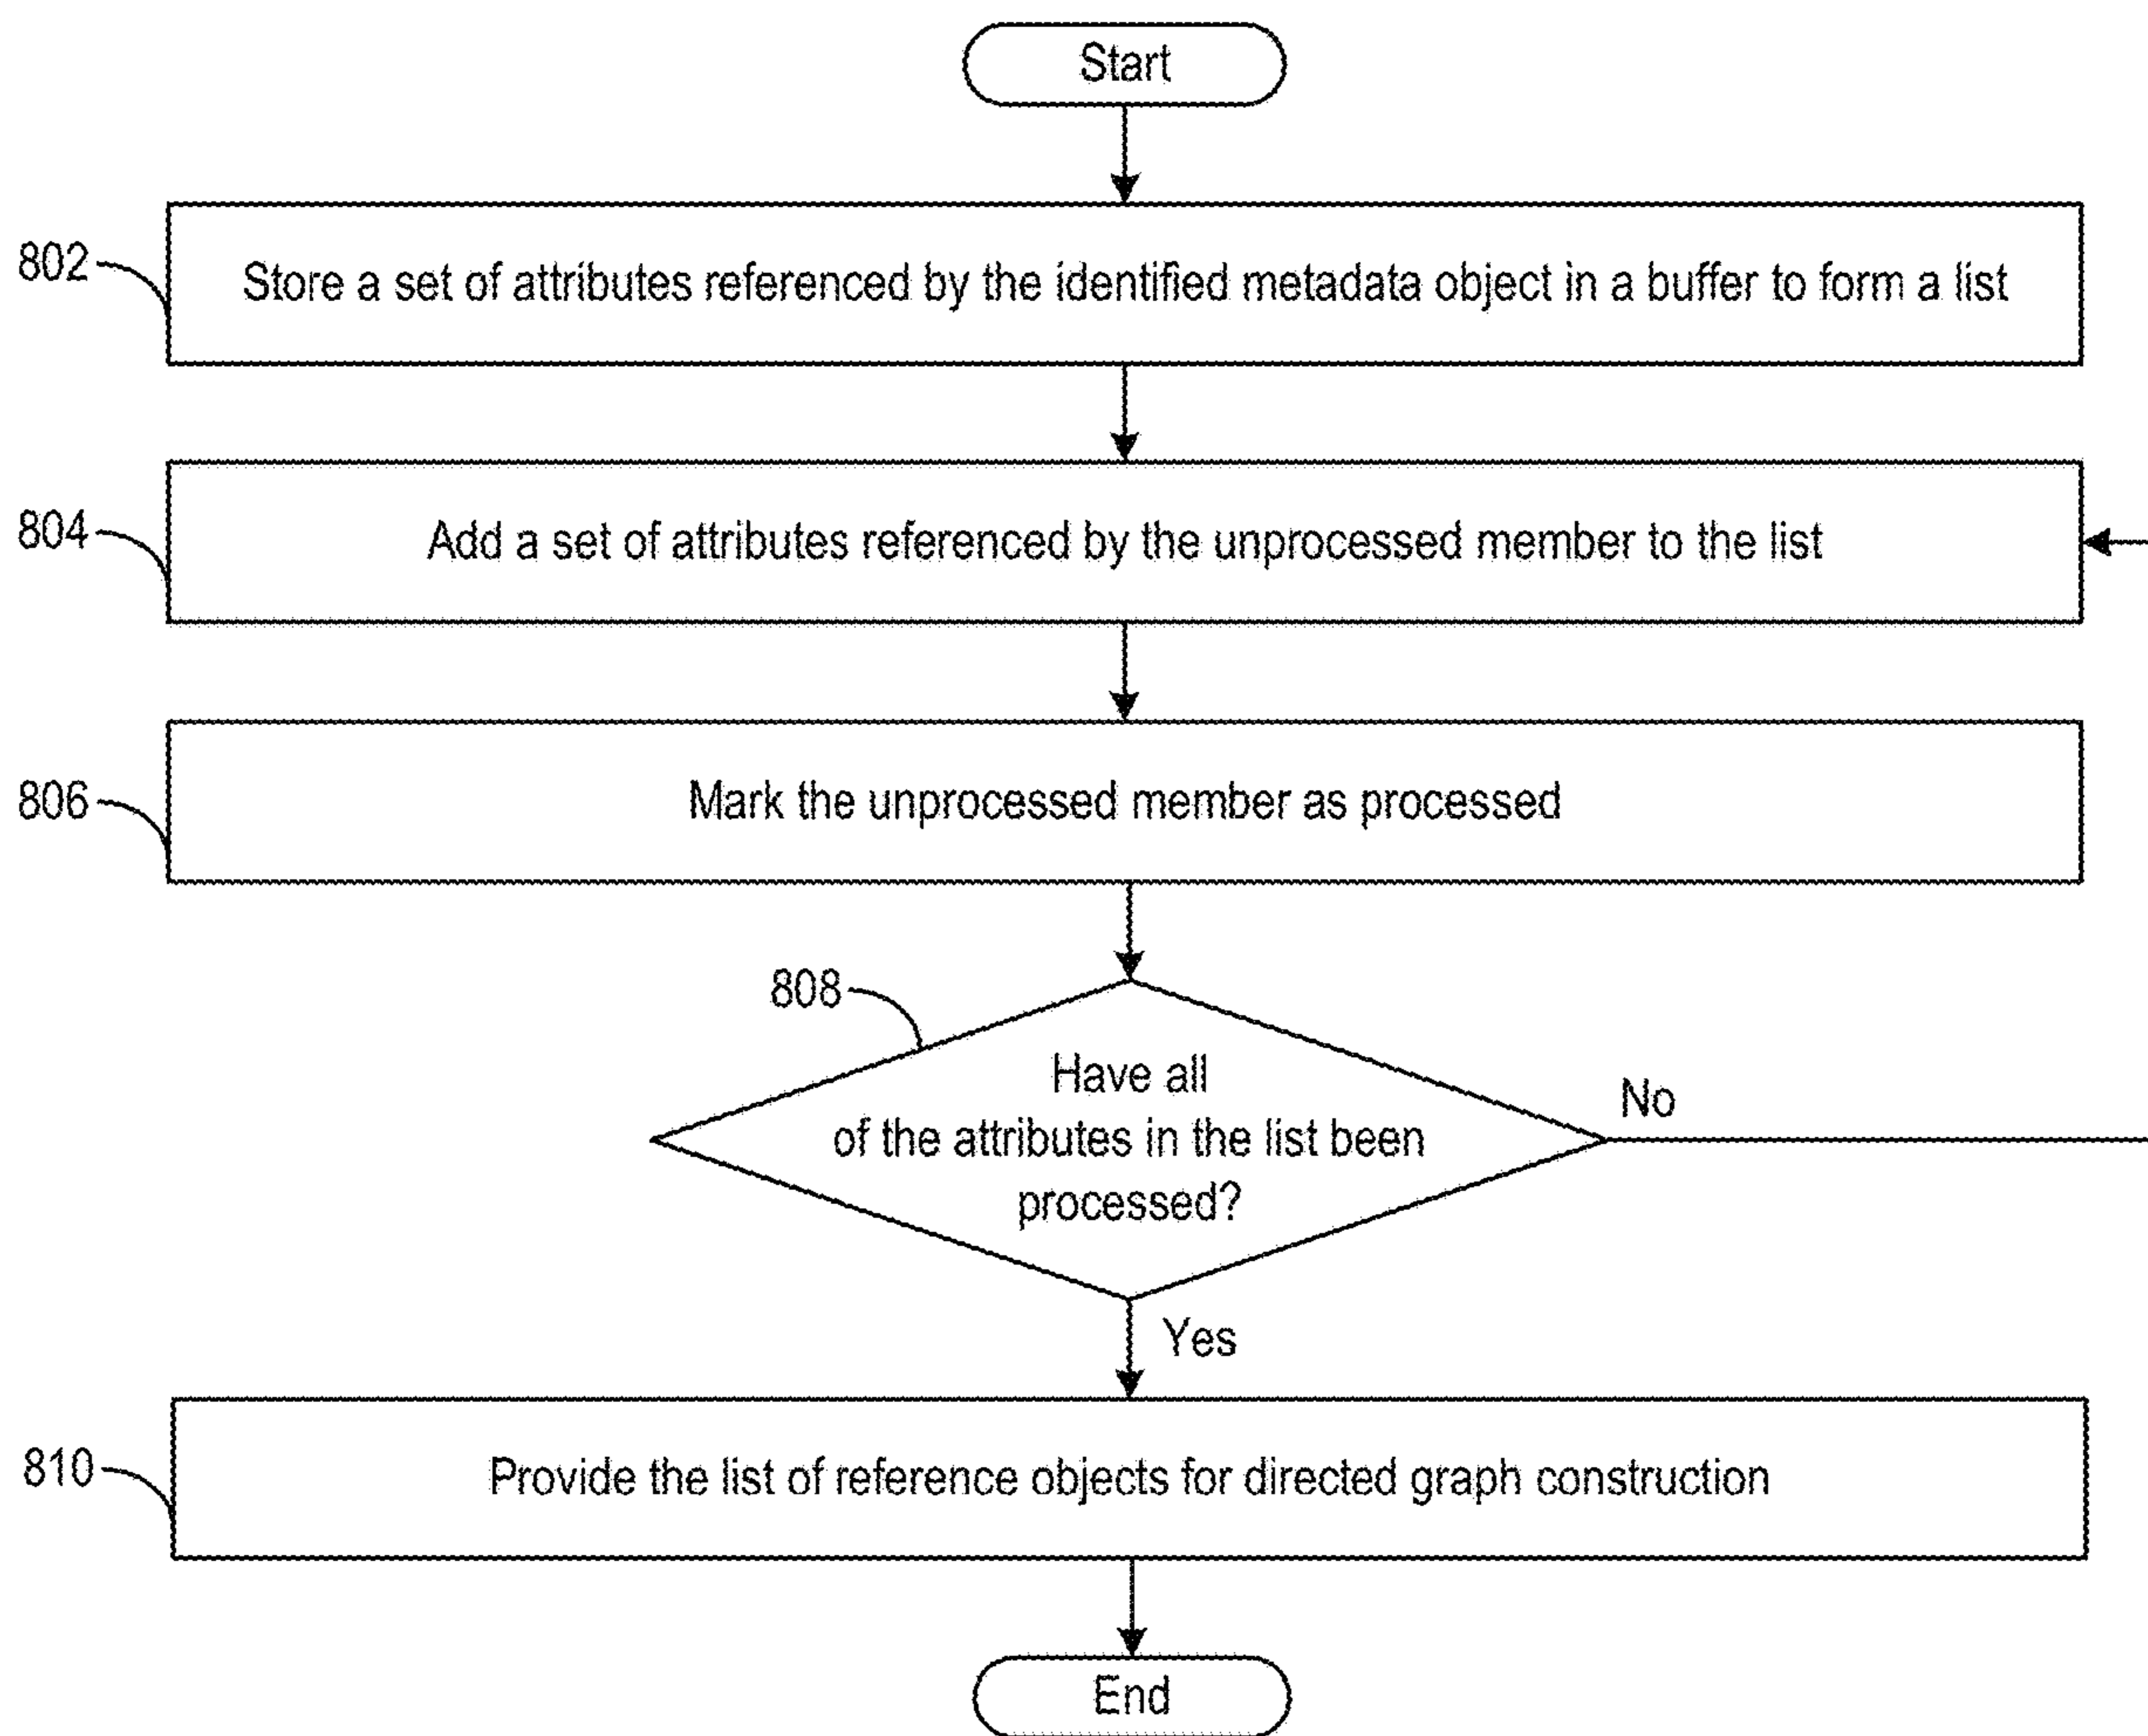 Start
802
Store a set of attributes referenced by the identified metadata object in a buffer to form a list
804
Add a set of attributes referenced by the unprocessed member to the list
806
Mark the unprocessed member as processed
808
Have all
of the attributes in the list been
processed?
No
Yes
810
Provide the list of reference objects for directed graph construction
End